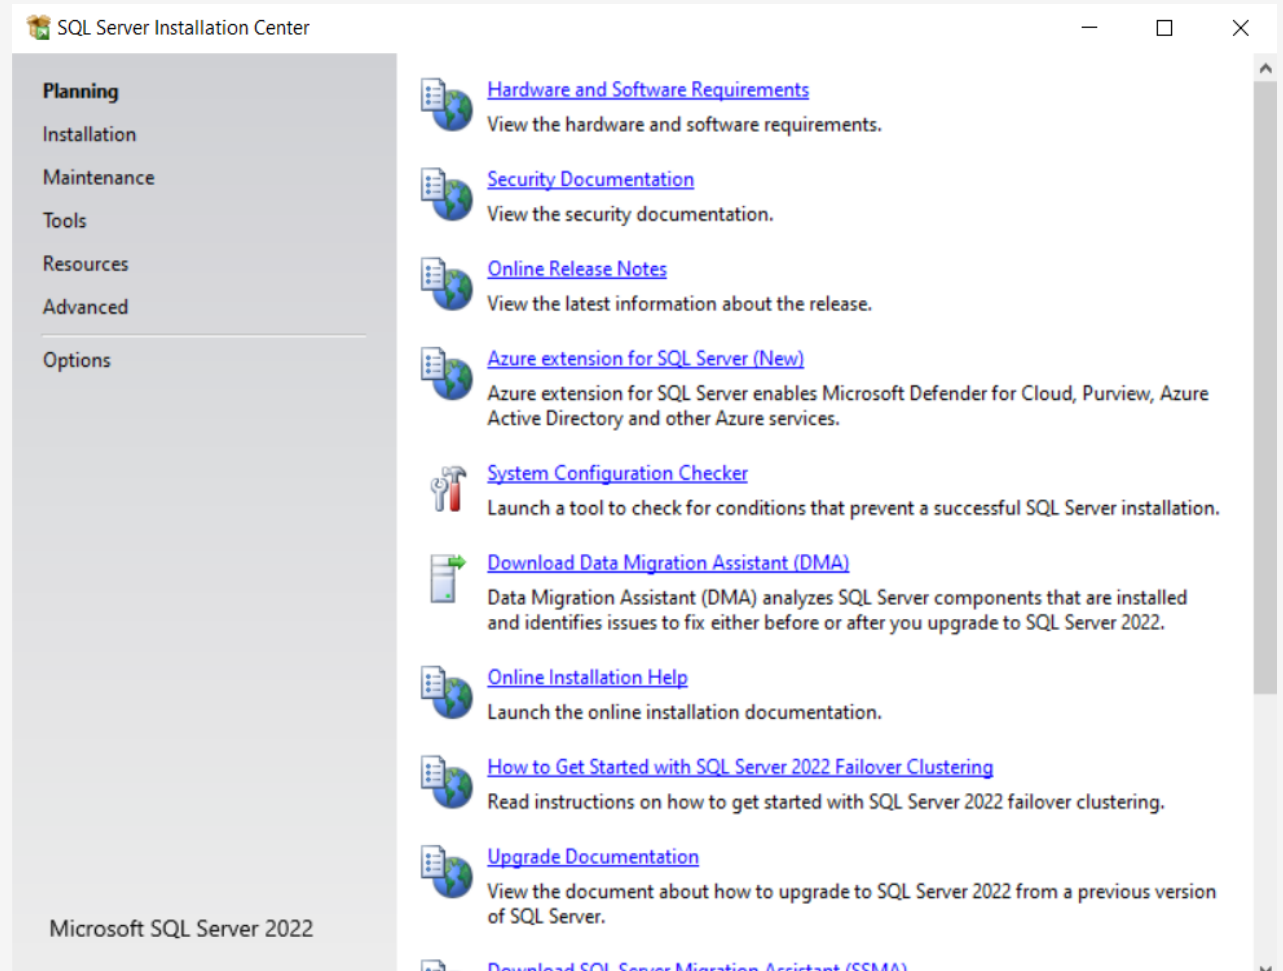 SQL Server Installation Center
Planning
Installation
Maintenance
Tools
Resources
Advanced
Options
Microsoft SQL Server 2022
Hardware and Software Requirements
View the hardware and software requirements.
Security Documentation
View the security documentation.
Online Release Notes
View the latest information about the release.
Azure extension for SQL Server (New)
Azure extension for SQL Server enables Microsoft Defender for Cloud, Purview, Azure
Active Directory and other Azure services.
System Configuration Checker
Launch a tool to check for conditions that prevent a successful SQL Server installation.
Download Data Migration Assistant (DMA)
Data Migration Assistant (DMA) analyzes SQL Server components that are installed
and identifies issues to fix either before or after you upgrade to SQL Server 2022.
Online Installation Help
Launch the online installation documentation.
How to Get Started with SQL Server 2022 Failover Clustering
Read instructions on how to get started with SQL Server 2022 failover clustering.
Upgrade Documentation
View the document about how to upgrade to SQL Server 2022 from a previous version
of SQL Server.
Download SQL Server Migration Assistant (SSMA)